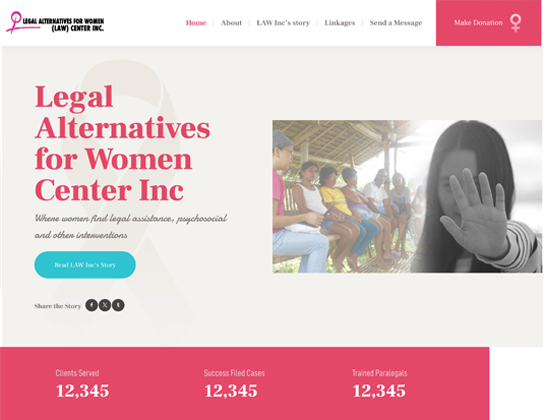 LEGAL ALTERNATIVES FOR WOMEN
(LAW) CENTER INC.
Home About LAW Inc's story Linkages Send a Message Make Donation
Legal
Alternatives
for Women
Center Inc
Where women find legal assistance, psychosocial
and other interventions
Read LAW Inc's Story
Share the Story
Clients Served Success Filed Cases Trained Paralegals
12,345 12,345 12,345